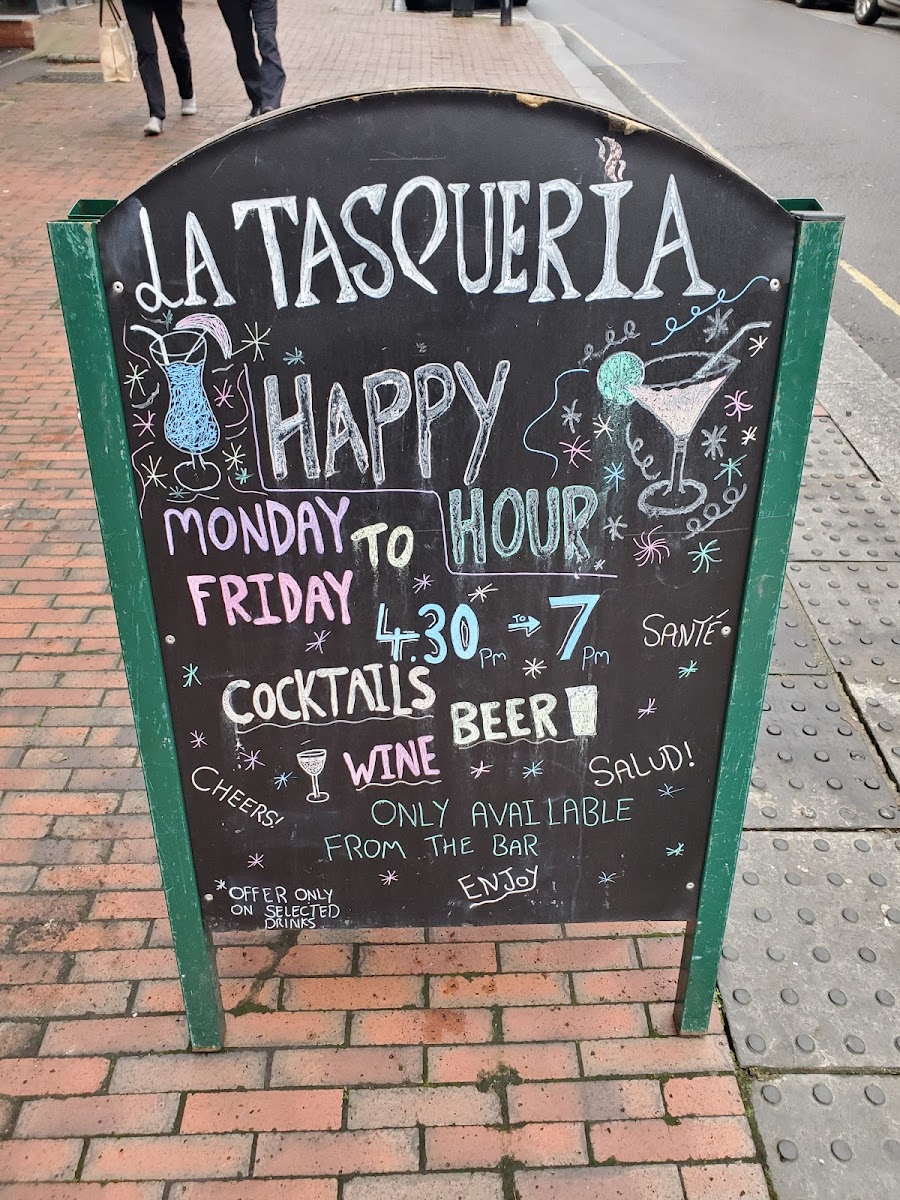 LA TASQUERIA
HAPPY
HOUR
MONDAY TO
FRIDAY
4.30 pm TO → 7 pm
SANTÉ
COCKTAILS
BEER
WINE
SALUD!
CHEERS!
ONLY AVAILABLE
FROM THE BAR
ENJOY
*OFFER ONLY
ON SELECTED
DRINKS